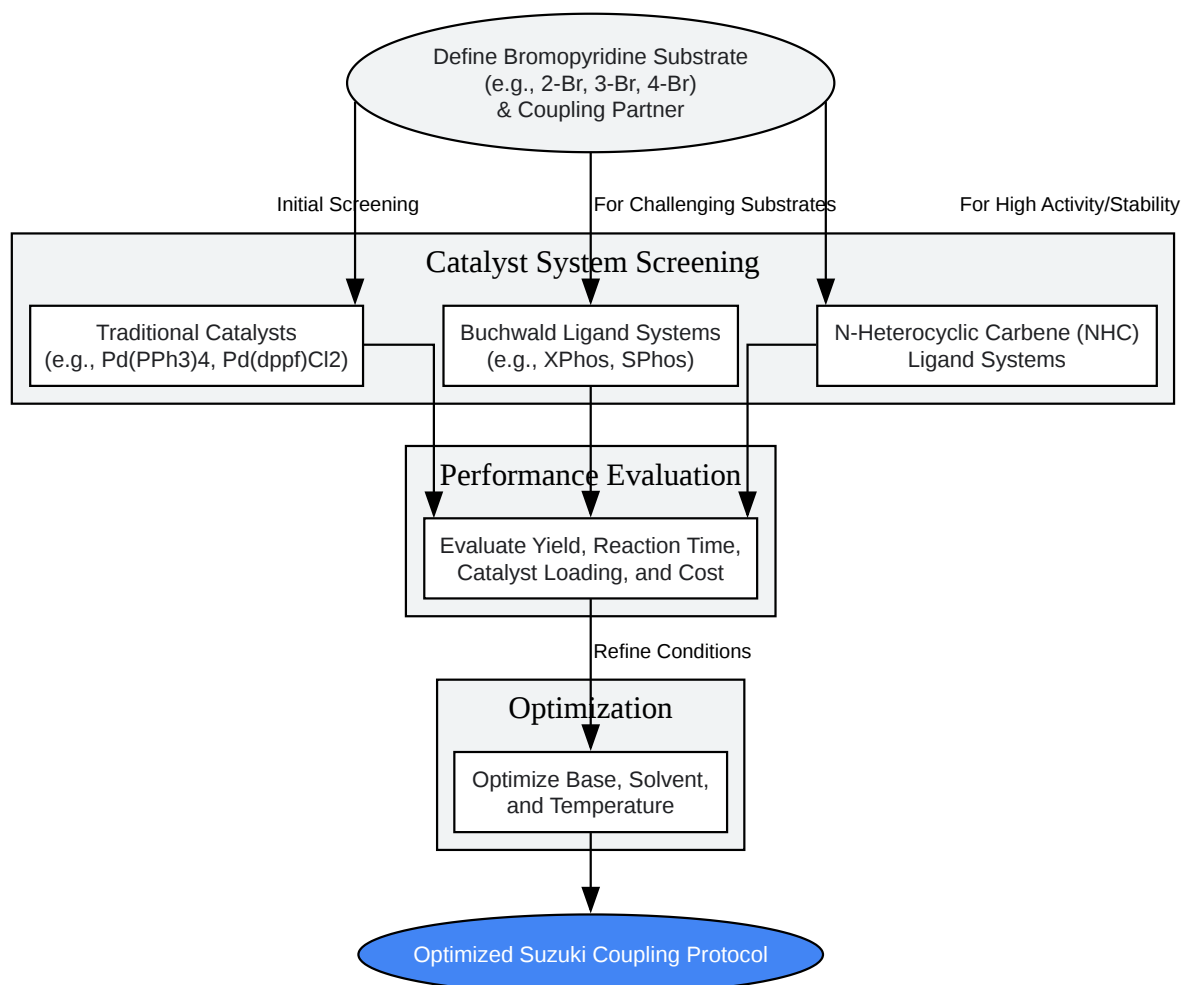 Define Bromopyridine Substrate
(e.g., 2-Br, 3-Br, 4-Br)
& Coupling Partner
Initial Screening
For Challenging Substrates
For High Activity/Stability
Catalyst System Screening
Traditional Catalysts
(e.g., Pd(PPh3)4, Pd(dppf)Cl2)
Buchwald Ligand Systems
(e.g., XPhos, SPhos)
N-Heterocyclic Carbene (NHC)
Ligand Systems
Performance Evaluation
Evaluate Yield, Reaction Time,
Catalyst Loading, and Cost
Refine Conditions
Optimization
Optimize Base, Solvent,
and Temperature
Optimized Suzuki Coupling Protocol